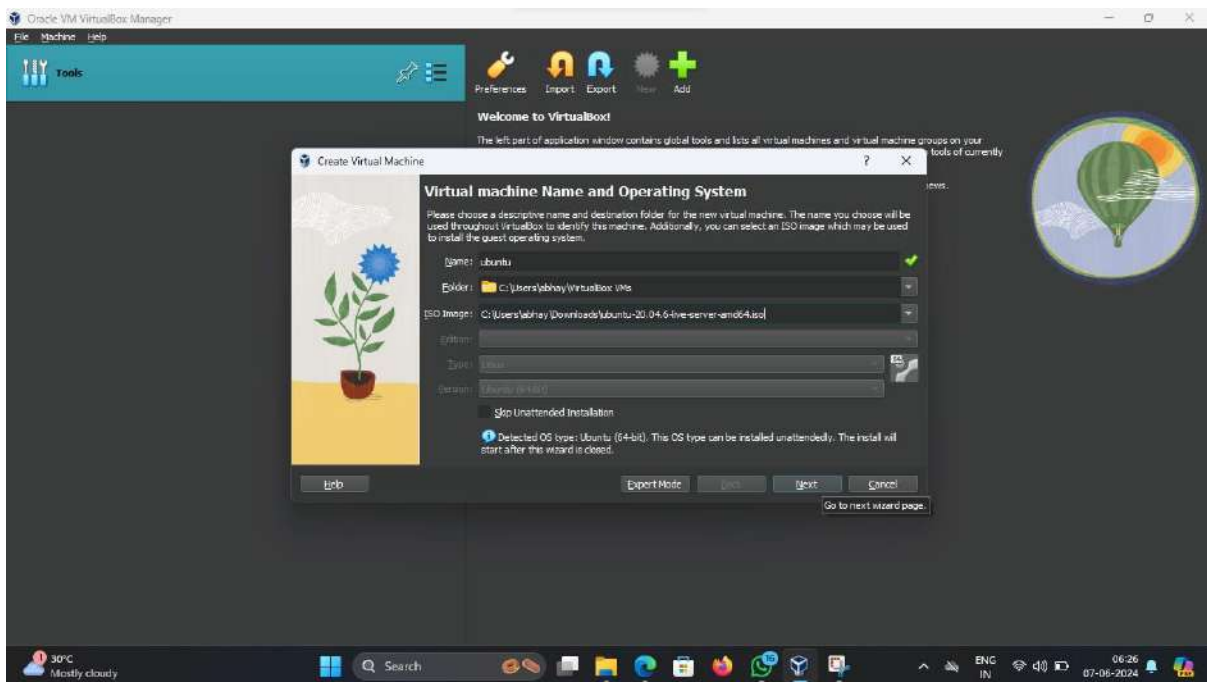 Oracle VM VirtualBox Manager
File Machine Help
Tools
Preferences Import Export New Add
Welcome to VirtualBox!
The left part of application window contains global tools and lists all virtual machines and virtual machine groups on your
tools of currently
news.
Create Virtual Machine
?
Virtual machine Name and Operating System
Please choose a descriptive name and destination folder for the new virtual machine. The name you choose will be
used throughout VirtualBox to identify this machine. Additionally, you can select an ISO image which may be used
to install the guest operating system.
Name: ubuntu
Folder: C:\Users\abhay\VirtualBox VMs
ISO Image: C:\Users\abhay\Downloads\ubuntu-20.04.6-live-server-amd64.iso
Edition:
Type: Linux
Version: Ubuntu (64-bit)
64
Skip Unattended Installation
Detected OS type: Ubuntu (64-bit). This OS type can be installed unattendedly. The install will
start after this wizard is closed.
Help Expert Mode Back Next Cancel
Go to next wizard page.
1
30°C
Mostly cloudy
Search
16
ENG
IN
06:26
07-06-2024